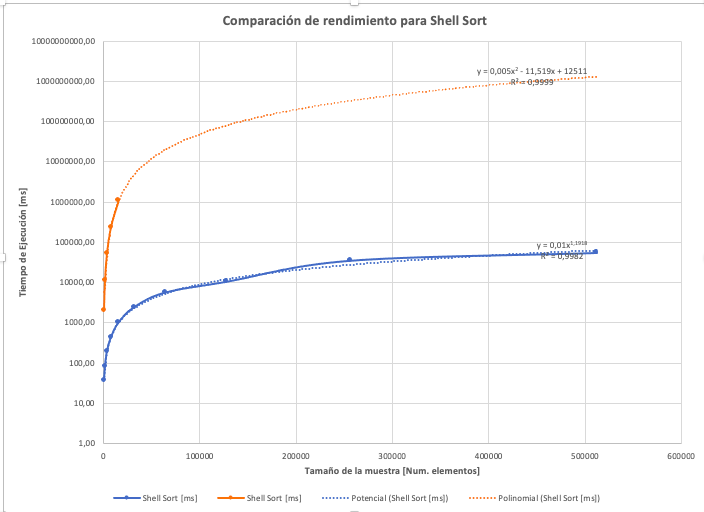 Comparación de rendimiento para Shell Sort
10000000000,00
1000000000,00
100000000,00
10000000,00
1000000,00
100000,00
10000,00
1000,00
100,00
10,00
1,00
Tiempo de Ejecución [ms]
y = 0,005x² - 11,519x + 12511
R² = 0,9999
y = 0,01x^1,1918
R² = 0,9982
0 100000 200000 300000 400000 500000 600000
Tamaño de la muestra [Num. elementos]
Shell Sort [ms] Shell Sort [ms] Potencial (Shell Sort [ms]) Polinomial (Shell Sort [ms])